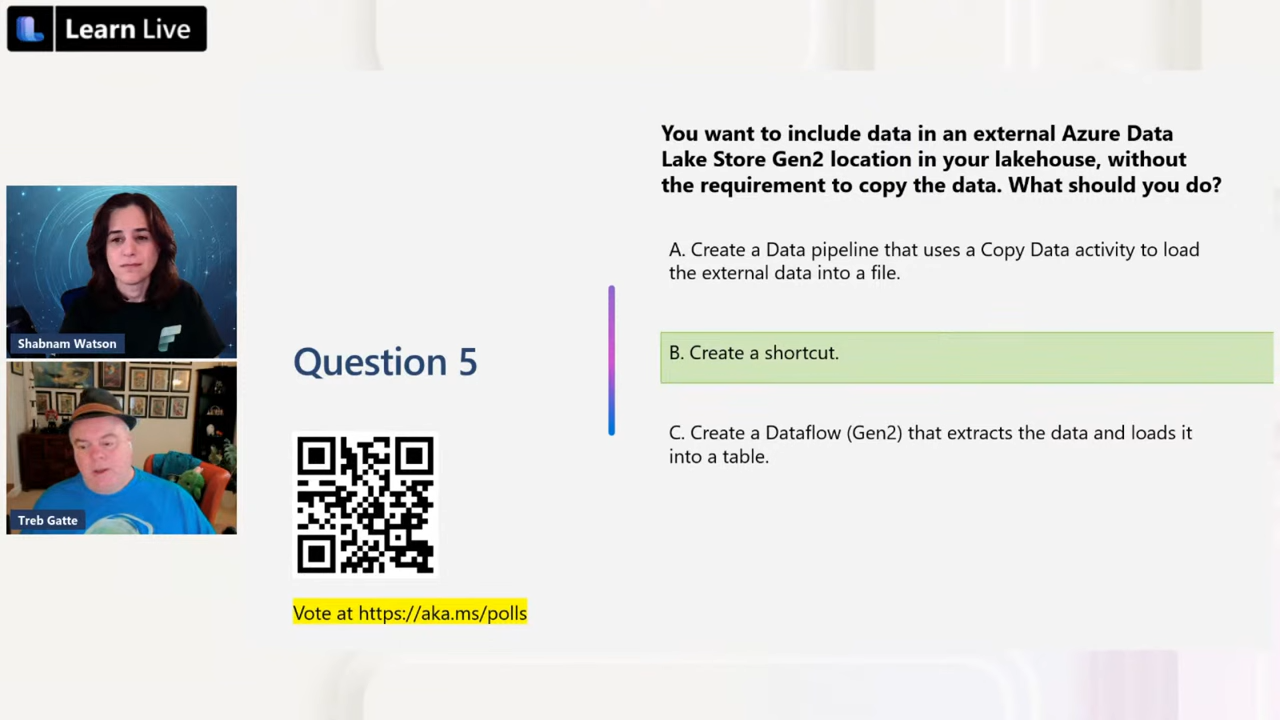 Learn Live
You want to include data in an external Azure Data
Lake Store Gen2 location in your lakehouse, without
the requirement to copy the data. What should you do?
A. Create a Data pipeline that uses a Copy Data activity to load
the external data into a file.
B. Create a shortcut.
C. Create a Dataflow (Gen2) that extracts the data and loads it
into a table.
Question 5
Vote at https://aka.ms/polls
Shabnam Watson
Treb Gatte